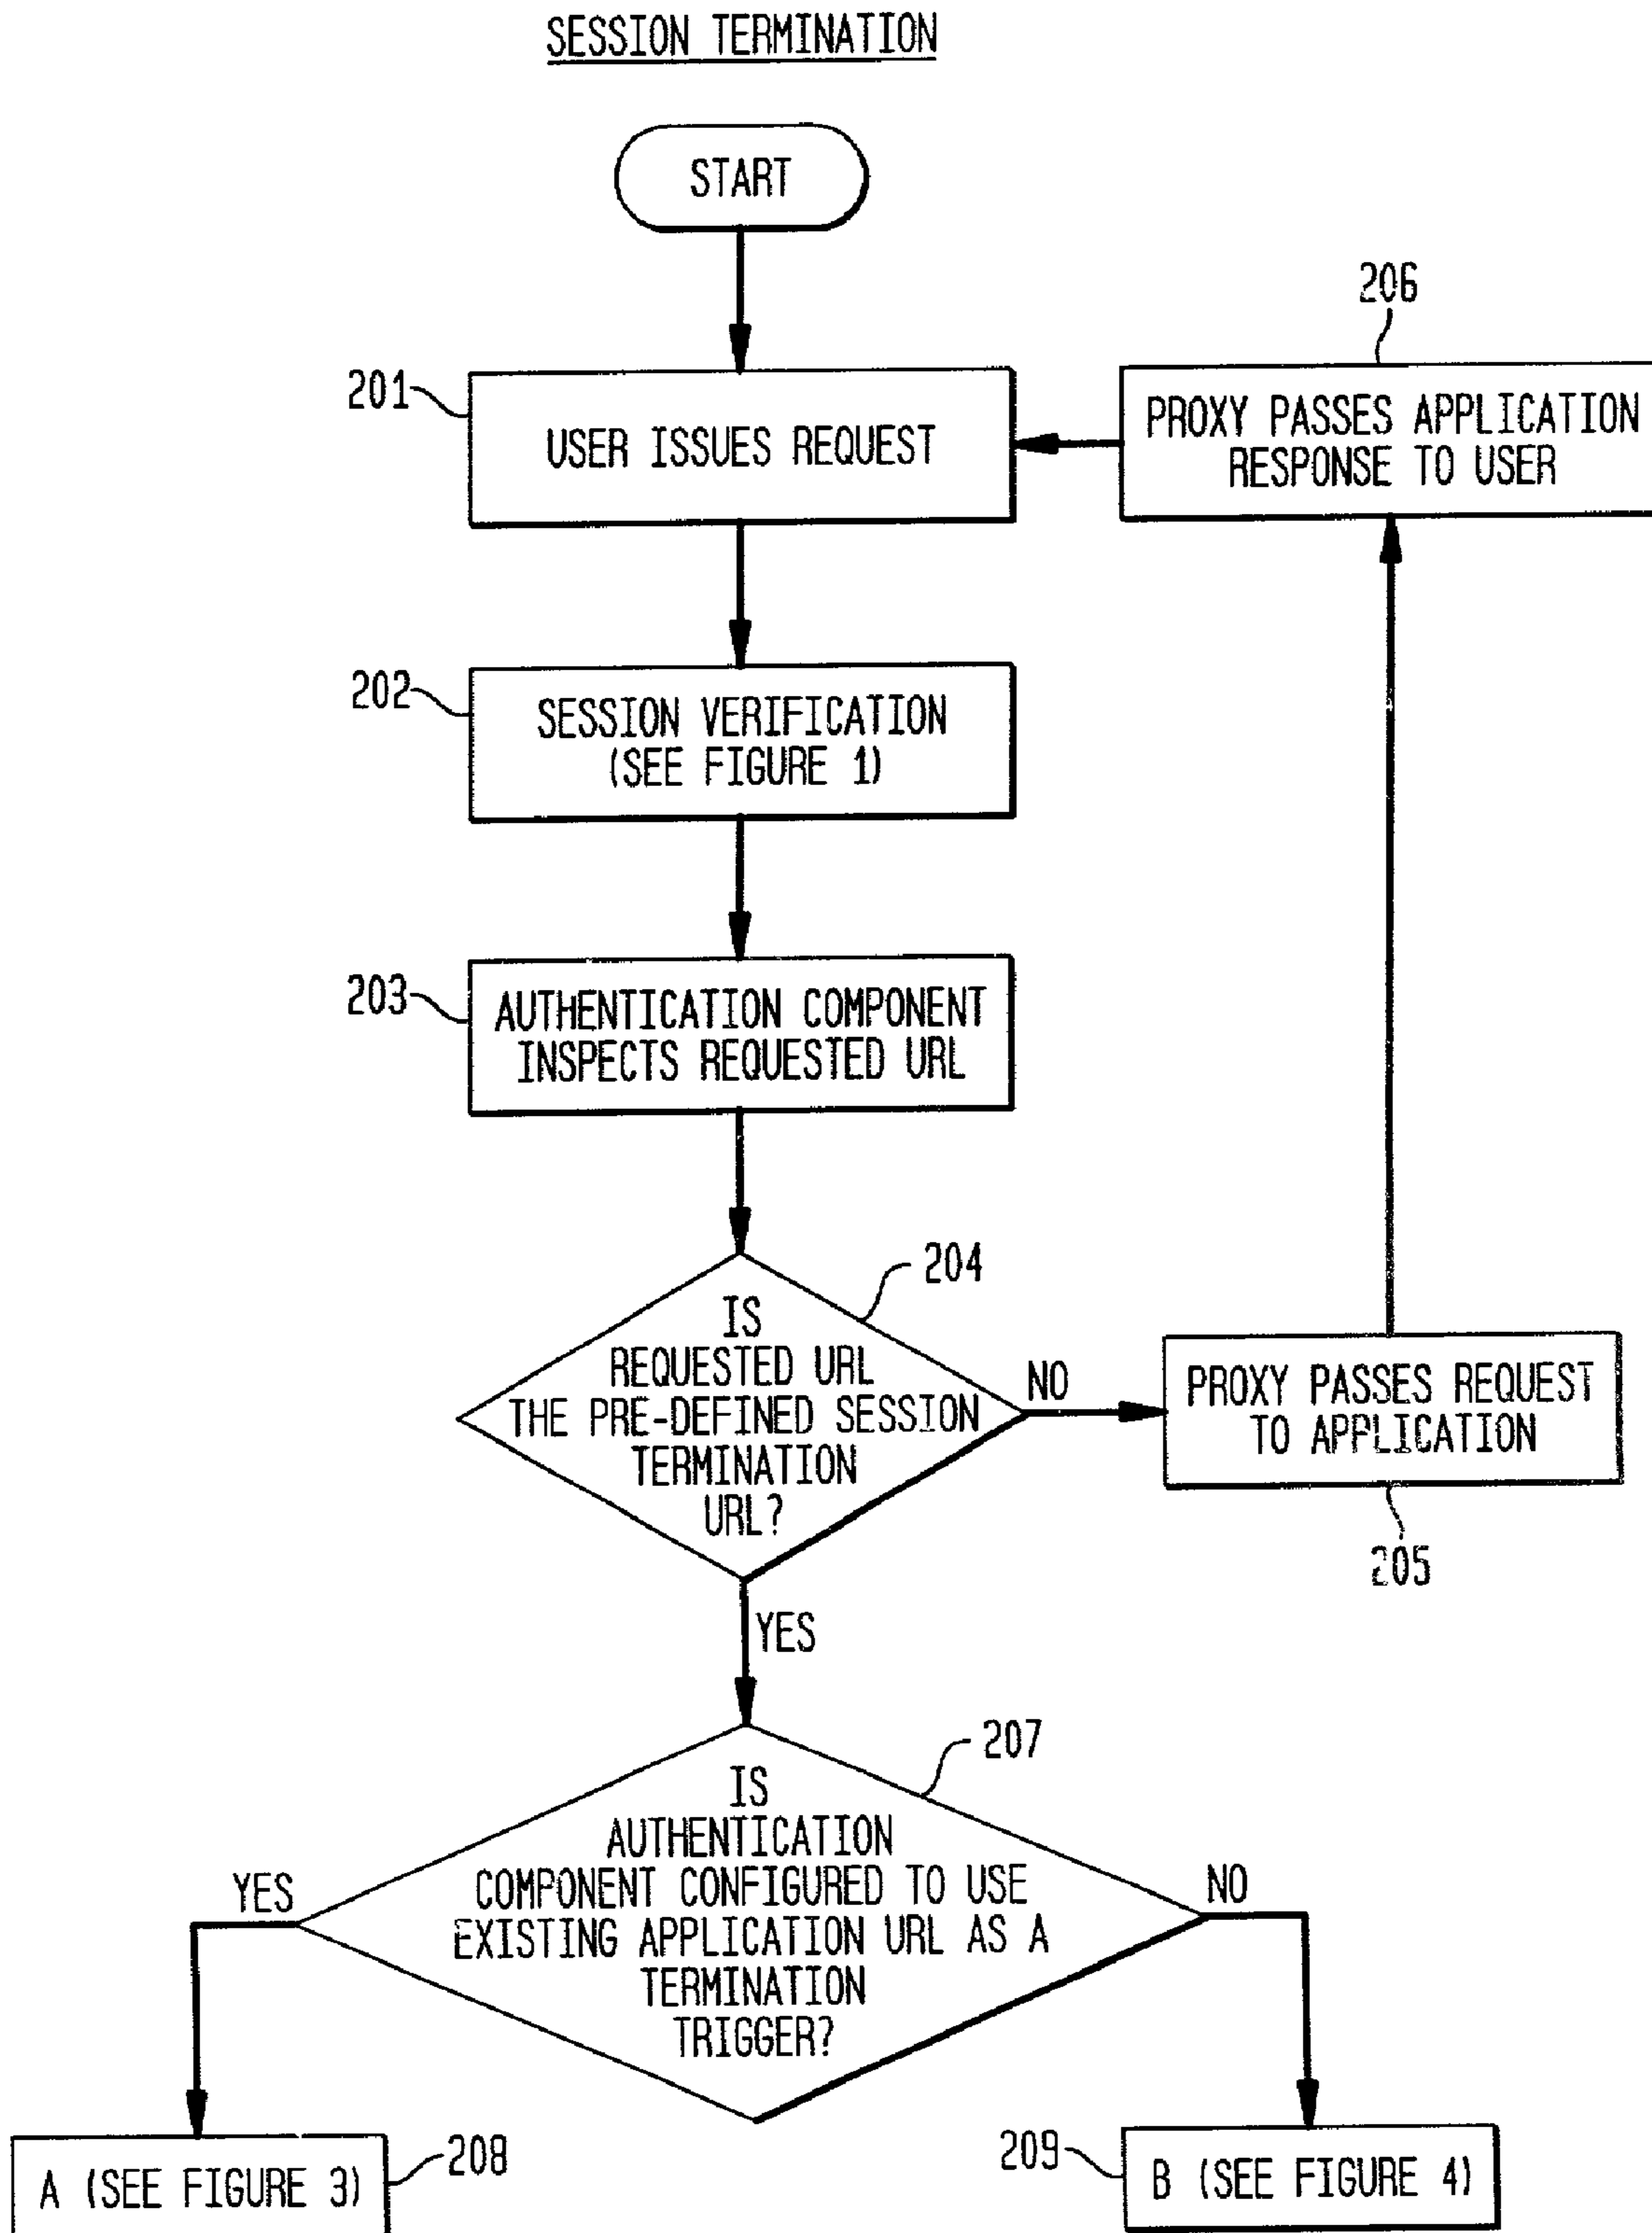 SESSION TERMINATION
START
206
201
USER ISSUES REQUEST
PROXY PASSES APPLICATION
RESPONSE TO USER
202
SESSION VERIFICATION
(SEE FIGURE 1)
203
AUTHENTICATION COMPONENT
INSPECTS REQUESTED URL
204
IS
REQUESTED URL
THE PRE-DEFINED SESSION
TERMINATION
URL?
NO
PROXY PASSES REQUEST
TO APPLICATION
205
YES
207
IS
AUTHENTICATION
COMPONENT CONFIGURED TO USE
EXISTING APPLICATION URL AS A
TERMINATION
TRIGGER?
YES
NO
A (SEE FIGURE 3)
208
209
B (SEE FIGURE 4)